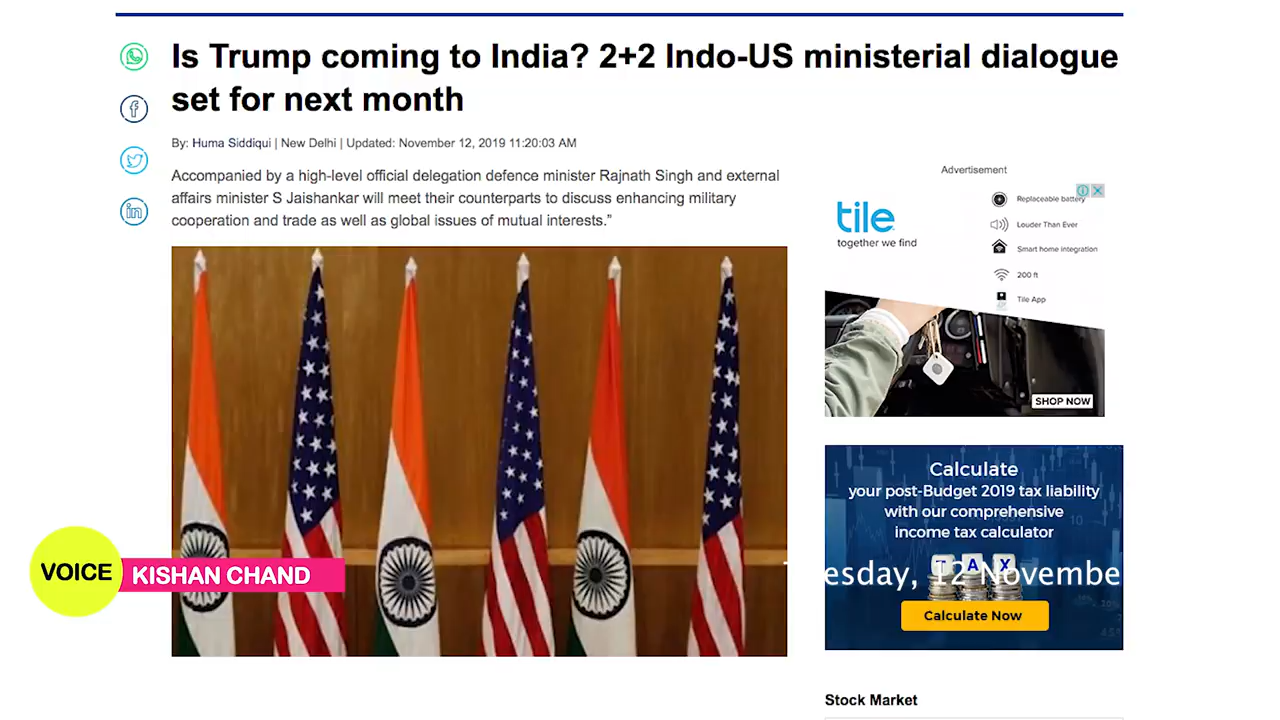 Is Trump coming to India? 2+2 Indo-US ministerial dialogue
set for next month
By: Huma Siddiqui | New Delhi | Updated: November 12, 2019 11:20:03 AM
Accompanied by a high-level official delegation defence minister Rajnath Singh and external
affairs minister S Jaishankar will meet their counterparts to discuss enhancing military
cooperation and trade as well as global issues of mutual interests.”
Advertisement
tile
together we find
Replaceable battery
Louder Than Ever
Smart home integration
200 ft
Tile App
SHOP NOW
Calculate
your post-Budget 2019 tax liability
with our comprehensive
income tax calculator
TAX
esday, 12 Novembe
Calculate Now
VOICE
KISHAN CHAND
Stock Market